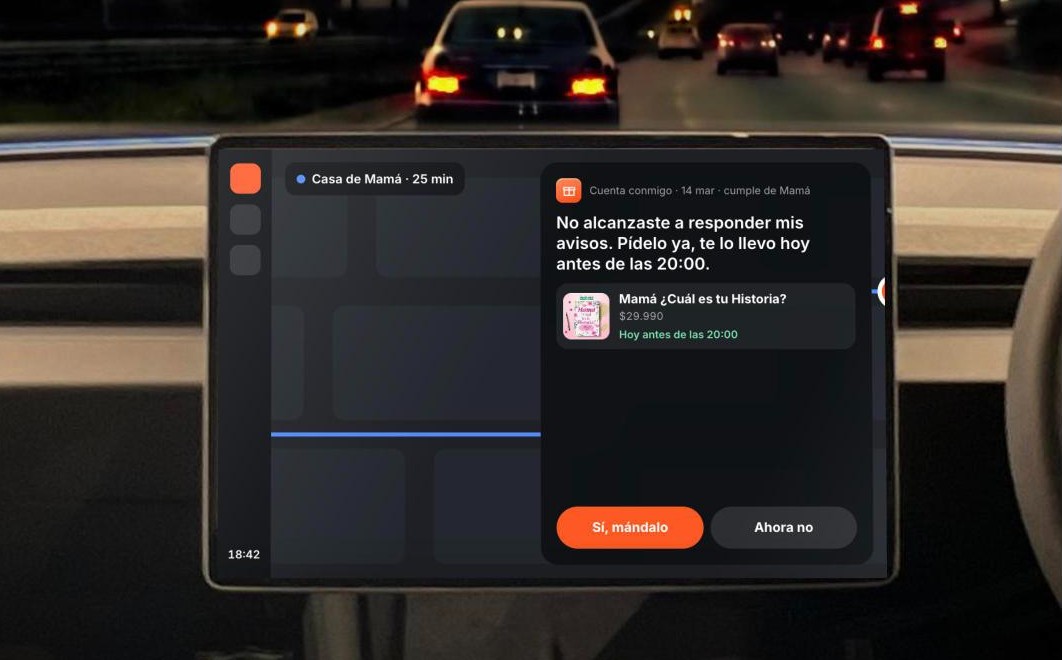 Casa de Mamá · 25 min
Cuenta conmigo · 14 mar · cumple de Mamá
No alcanzaste a responder mis
avisos. Pídelo ya, te lo llevo hoy
antes de las 20:00.
Mamá ¿Cuál es tu Historia?
$29.990
Hoy antes de las 20:00
Sí, mándalo
Ahora no
18:42